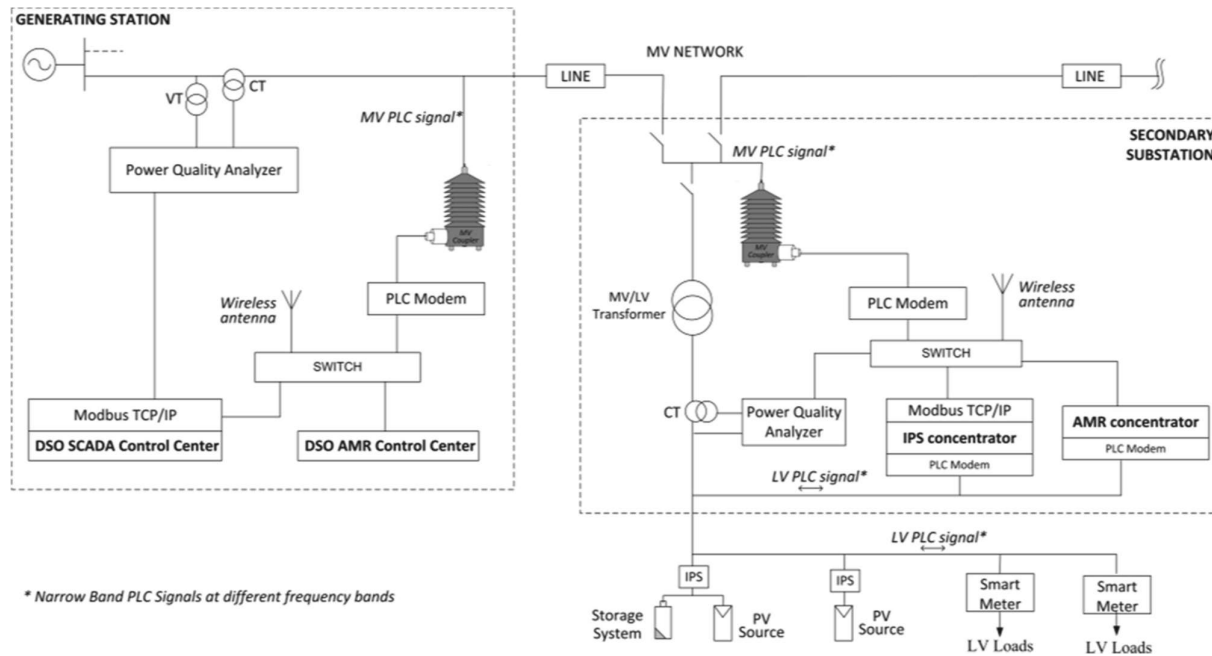 GENERATING STATION
VT
CT
MV PLC signal*
Power Quality Analyzer
MV
Coupler
Wireless
antenna
PLC Modem
SWITCH
Modbus TCP/IP
DSO SCADA Control Center
DSO AMR Control Center
LINE
MV NETWORK
LINE
SECONDARY
SUBSTATION
MV PLC signal*
MV
Coupler
MV/LV
Transformer
PLC Modem
Wireless
antenna
SWITCH
CT
Power Quality
Analyzer
Modbus TCP/IP
IPS concentrator
PLC Modem
AMR concentrator
PLC Modem
LV PLC signal*
LV PLC signal*
IPS
Storage
System
PV
Source
IPS
PV
Source
Smart
Meter
LV Loads
Smart
Meter
LV Loads
* Narrow Band PLC Signals at different frequency bands